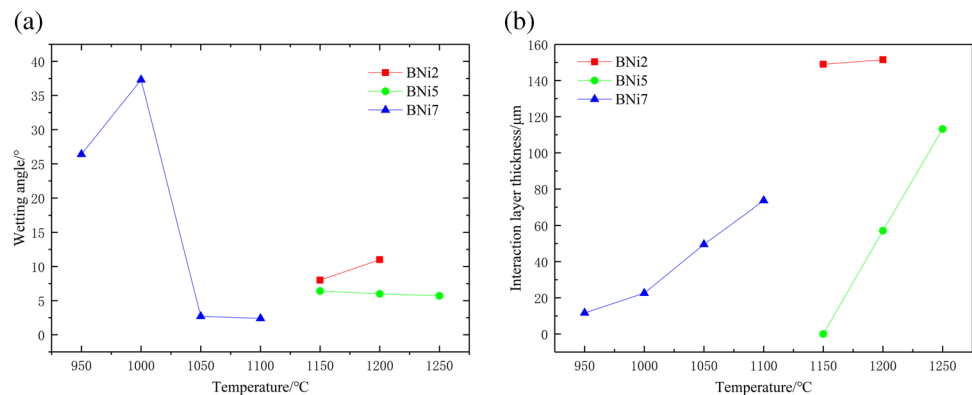 (a)
Wetting angle/°
40
35
30
25
20
15
10
5
0
950 1000 1050 1100 1150 1200 1250
Temperature/℃
BNi2
BNi5
BNi7
(b)
Interaction layer thickness/μm
160
140
120
100
80
60
40
20
0
950 1000 1050 1100 1150 1200 1250
Temperature/℃
BNi2
BNi5
BNi7